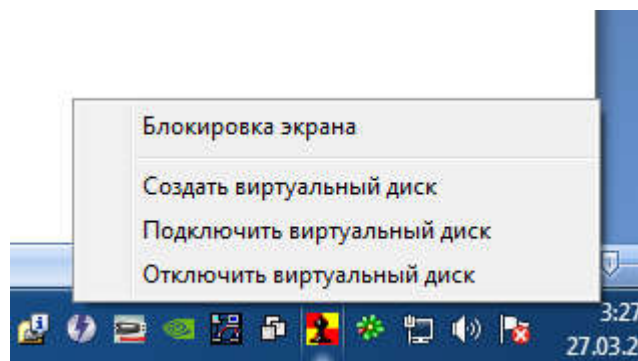 Блокировка экрана
Создать виртуальный диск
Подключить виртуальный диск
Отключить виртуальный диск
3:27
27.03.2